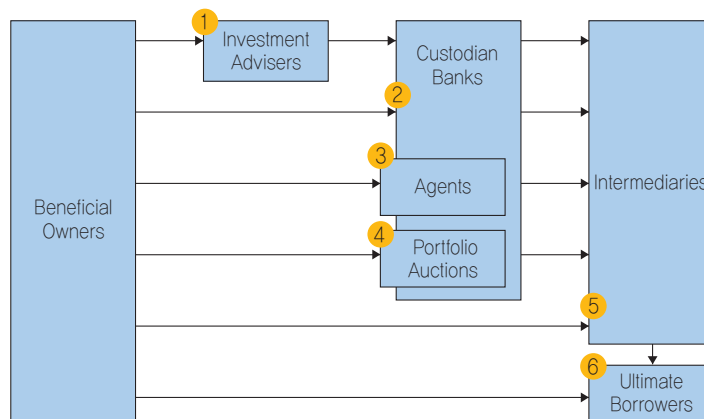 1
Investment
Advisers
Custodian
Banks
2
3
Agents
Intermediaries
Beneficial
Owners
4
Portfolio
Auctions
5
6
Ultimate
Borrowers